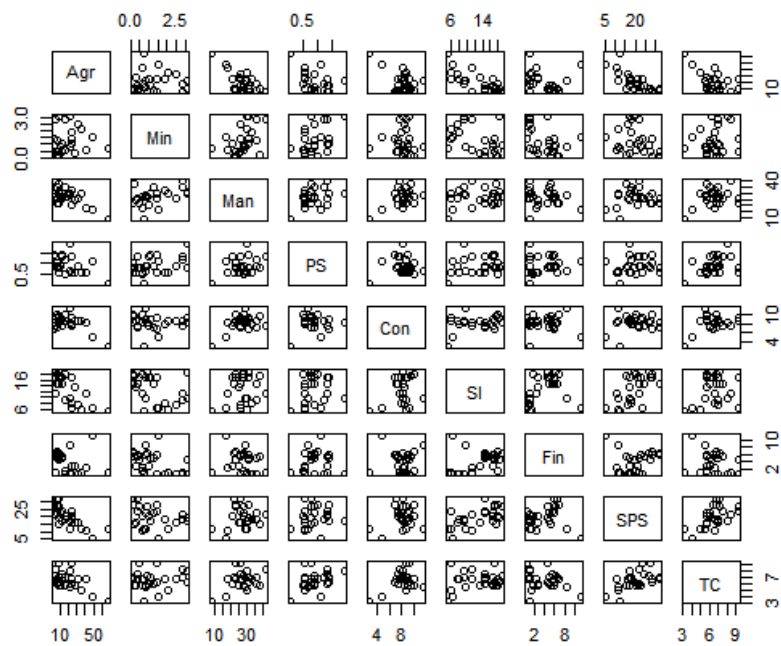 0.0 2.5 0.5 6 14 5 20
Agr 10
0.0 3.0 Min
Man 10 40
0.5 PS
Con 4 10
6 16 SI
Fin 2 10
5 25 SPS
TC 3 7
10 50 10 30 4 8 2 8 3 6 9